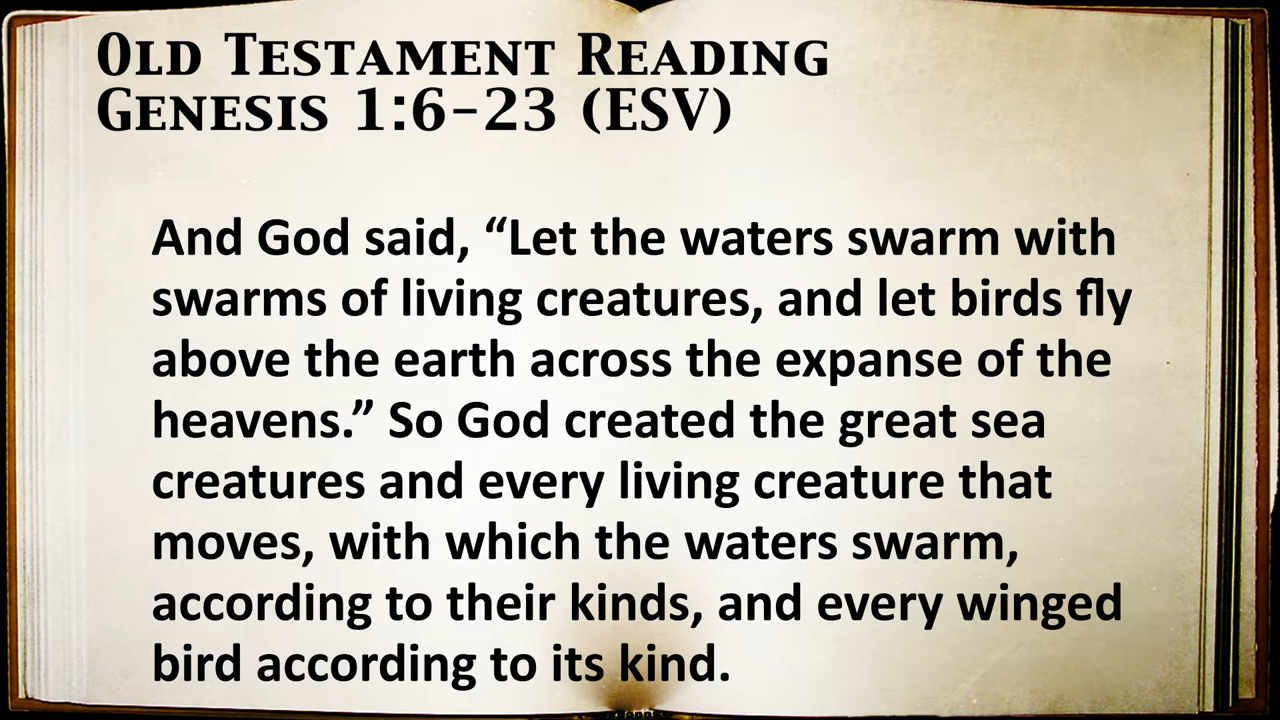 Old Testament Reading
Genesis 1:6-23 (ESV)
And God said, “Let the waters swarm with
swarms of living creatures, and let birds fly
above the earth across the expanse of the
heavens.” So God created the great sea
creatures and every living creature that
moves, with which the waters swarm,
according to their kinds, and every winged
bird according to its kind.